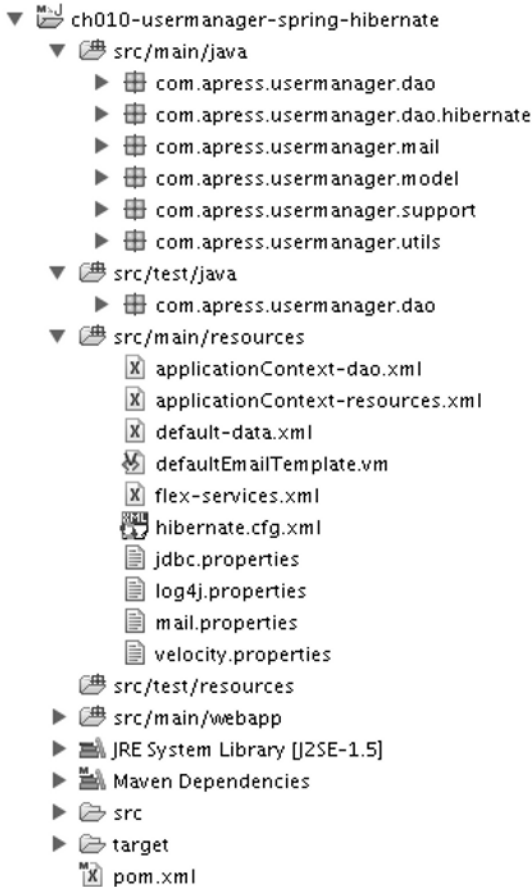 ch010-usermanager-spring-hibernate
src/main/java
com.apress.usermanager.dao
com.apress.usermanager.dao.hibernate
com.apress.usermanager.mail
com.apress.usermanager.model
com.apress.usermanager.support
com.apress.usermanager.utils
src/test/java
com.apress.usermanager.dao
src/main/resources
applicationContext-dao.xml
applicationContext-resources.xml
default-data.xml
defaultEmailTemplate.vm
flex-services.xml
hibernate.cfg.xml
jdbc.properties
log4j.properties
mail.properties
velocity.properties
src/test/resources
src/main/webapp
JRE System Library [J2SE-1.5]
Maven Dependencies
src
target
pom.xml